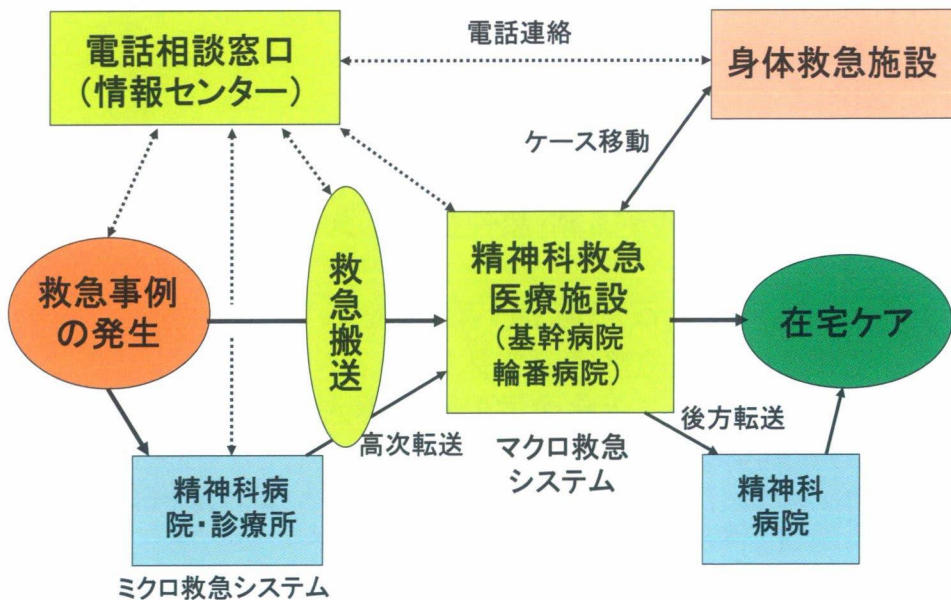 電話相談窓口
（情報センター）
電話連絡
身体救急施設
ケース移動
救急事例
の発生
救急搬送
精神科救急
医療施設
（基幹病院
輪番病院）
在宅ケア
高次転送
マクロ救急
システム
後方転送
精神科病
院・診療所
精神科
病院
ミクロ救急システム